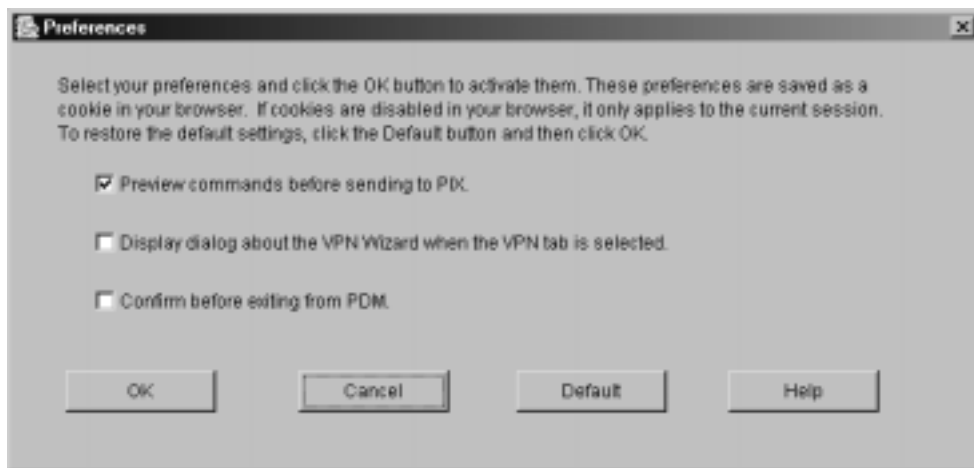 Preferences
Select your preferences and click the OK button to activate them. These preferences are saved as a
cookie in your browser. If cookies are disabled in your browser, it only applies to the current session.
To restore the default settings, click the Default button and then click OK.
Preview commands before sending to PIX.
Display dialog about the VPN Wizard when the VPN tab is selected.
Confirm before exiting from PDM.
OK Cancel Default Help